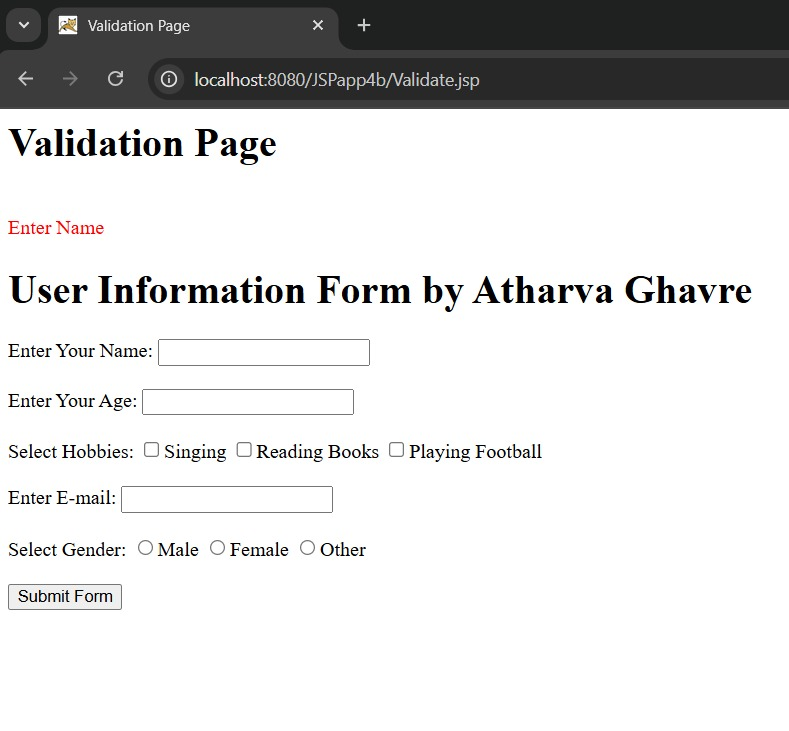 Validation Page
localhost:8080/JSPapp4b/Validate.jsp
Validation Page
Enter Name
User Information Form by Atharva Ghavre
Enter Your Name:
Enter Your Age:
Select Hobbies: Singing Reading Books Playing Football
Enter E-mail:
Select Gender: Male Female Other
Submit Form